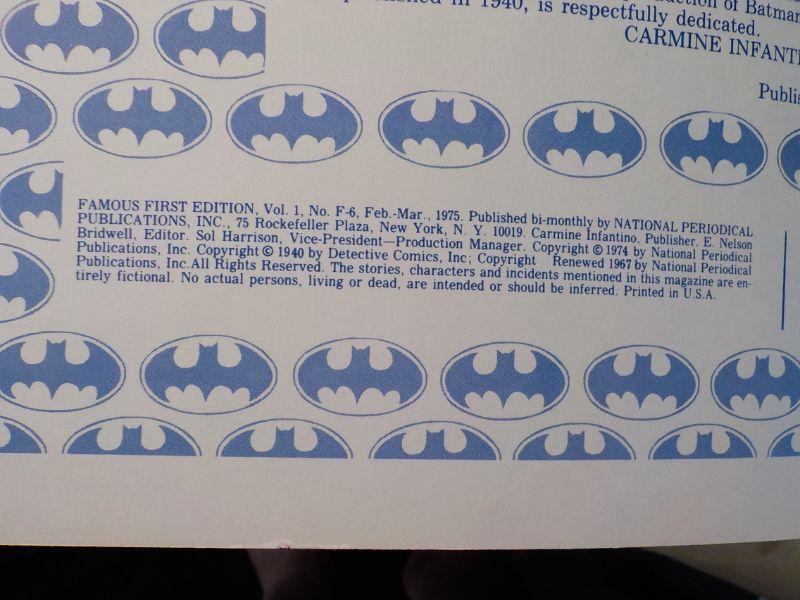 duction of Batman
in 1940, is respectfully dedicated.
CARMINE INFANT
Publis
FAMOUS FIRST EDITION, Vol. 1, No. F-6, Feb.-Mar., 1975. Published bi-monthly by NATIONAL PERIODICAL
PUBLICATIONS, INC., 75 Rockefeller Plaza, New York, N. Y. 10019. Carmine Infantino, Publisher. E. Nelson
Bridwell, Editor. Sol Harrison, Vice-President—Production Manager. Copyright © 1974 by National Periodical
Publications, Inc. Copyright © 1940 by Detective Comics, Inc; Copyright Renewed 1967 by National Periodical
Publications, Inc.All Rights Reserved. The stories, characters and incidents mentioned in this magazine are en-
tirely fictional. No actual persons, living or dead, are intended or should be inferred. Printed in U.S.A.